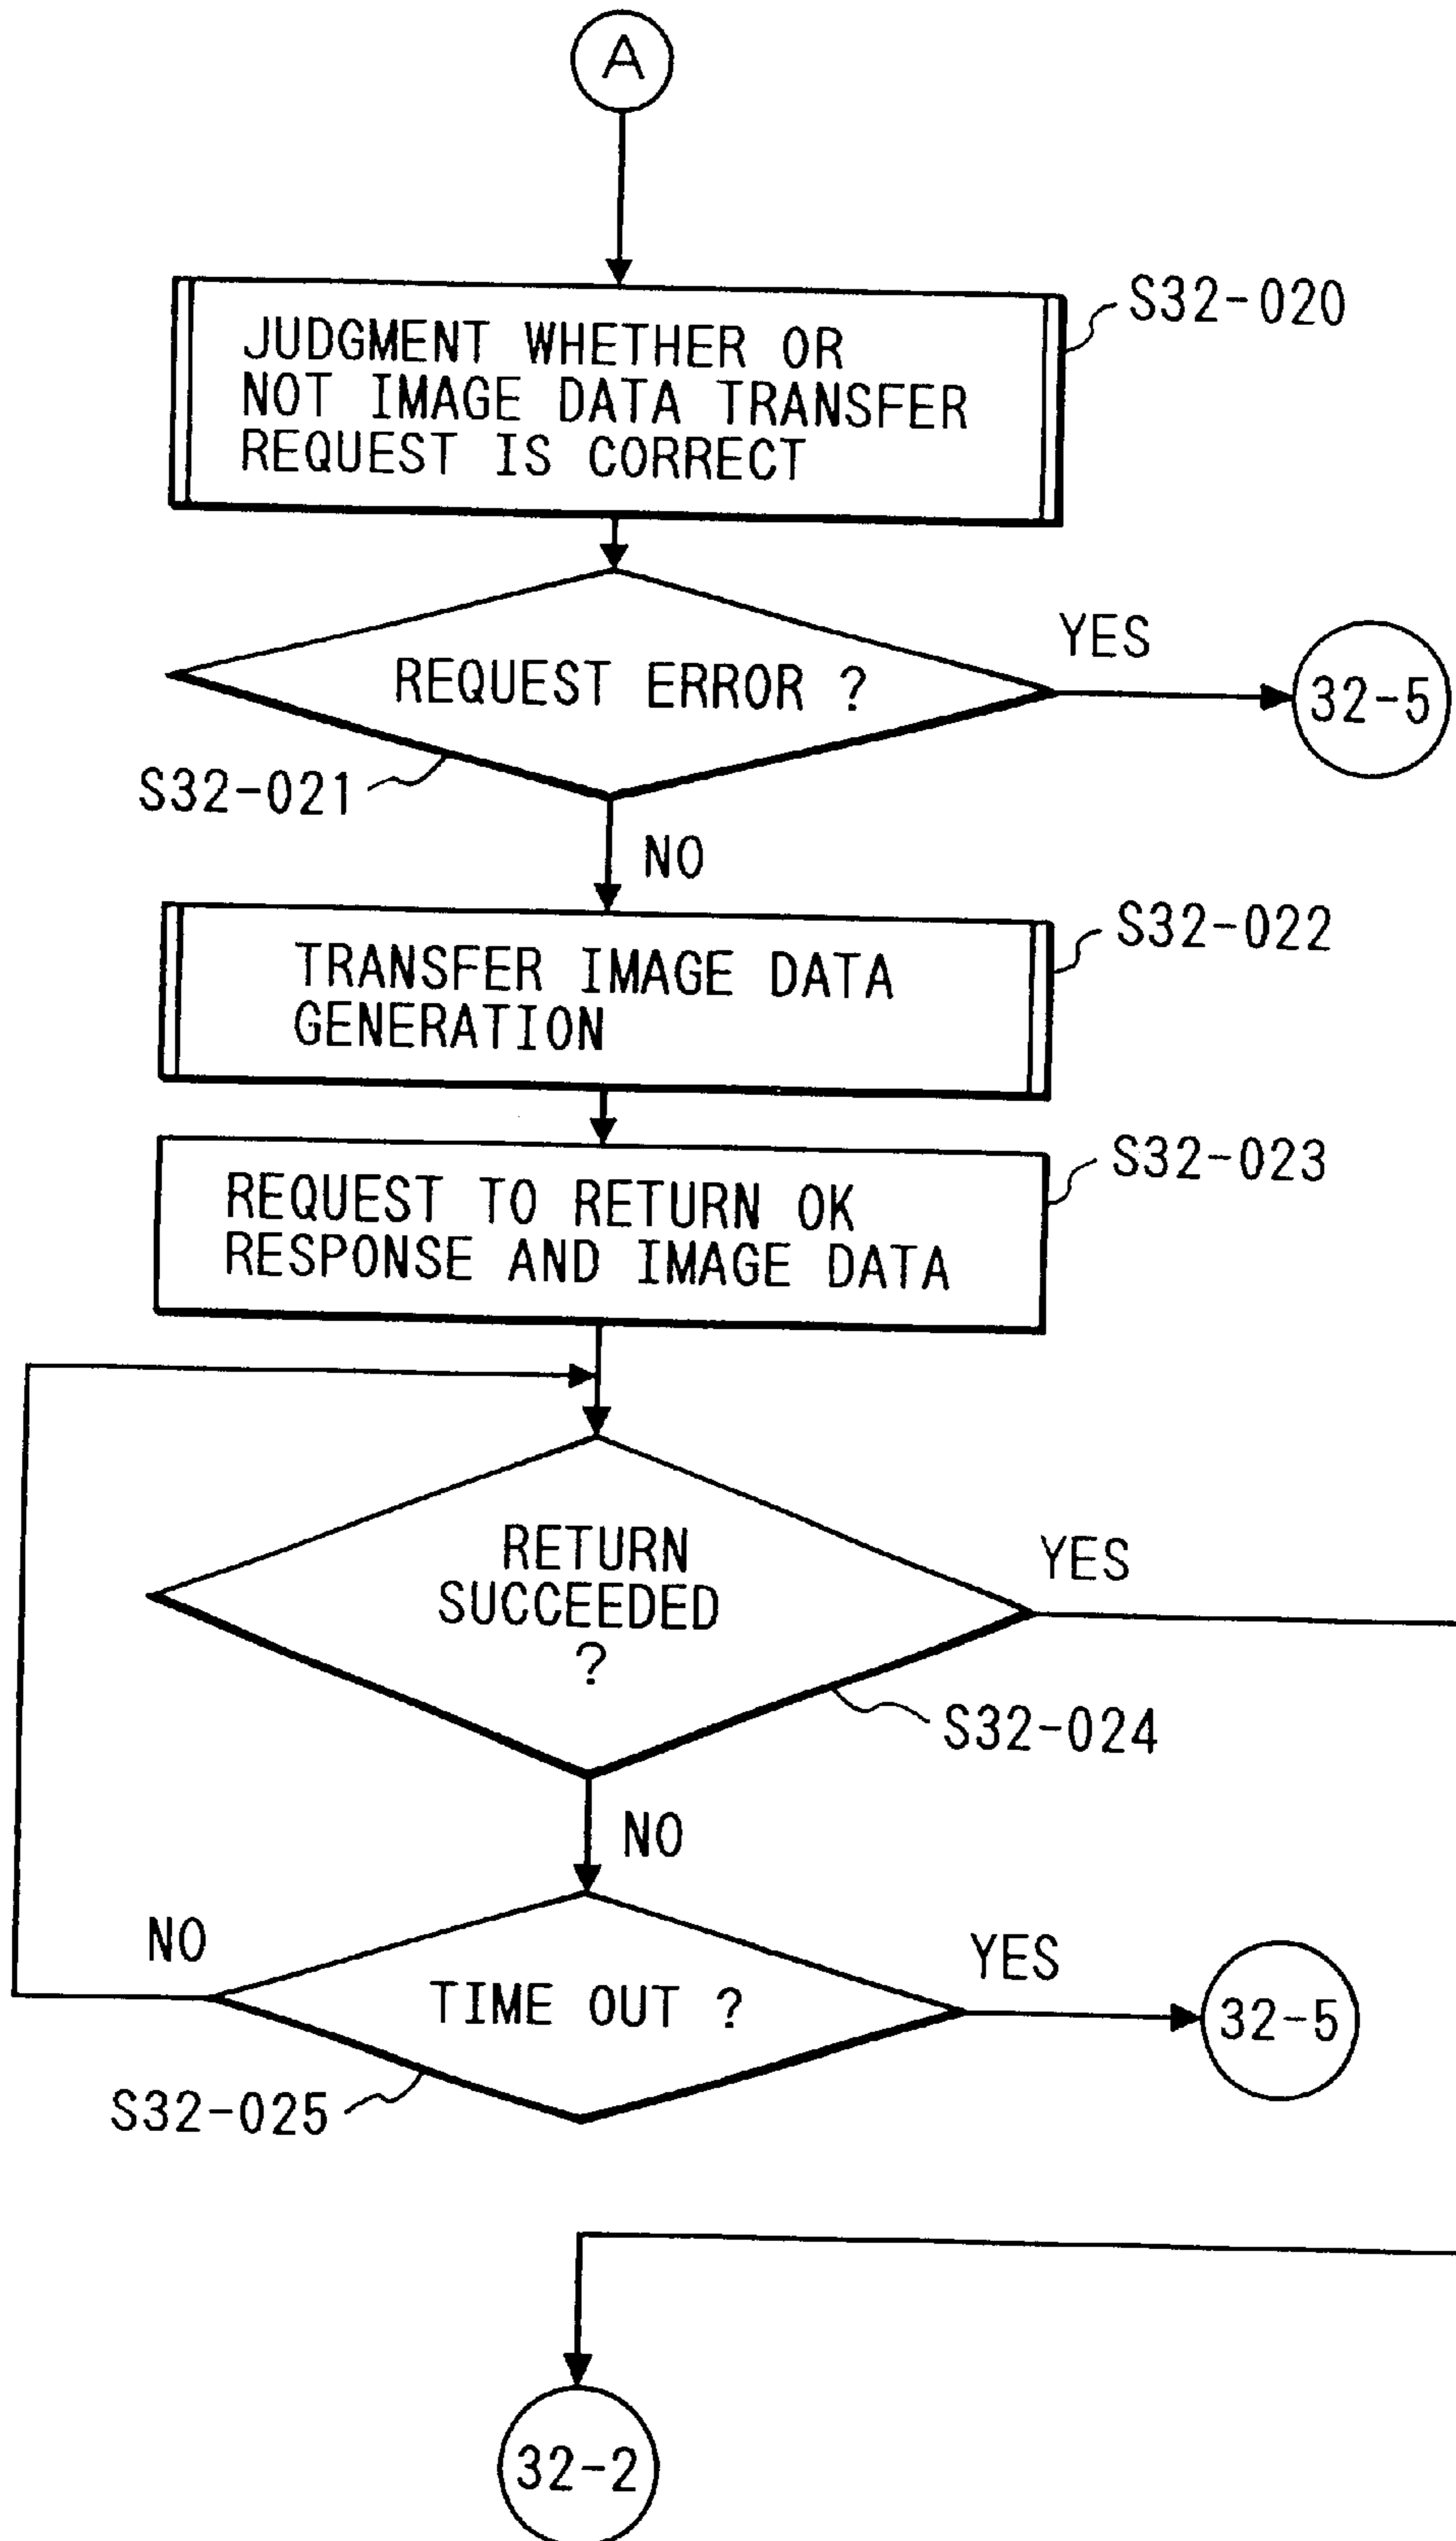 A
S32-020
JUDGMENT WHETHER OR
NOT IMAGE DATA TRANSFER
REQUEST IS CORRECT
YES
REQUEST ERROR ?
32-5
S32-021
NO
S32-022
TRANSFER IMAGE DATA
GENERATION
S32-023
REQUEST TO RETURN OK
RESPONSE AND IMAGE DATA
RETURN
SUCCEEDED
?
YES
S32-024
NO
NO
YES
TIME OUT ?
32-5
S32-025
32-2